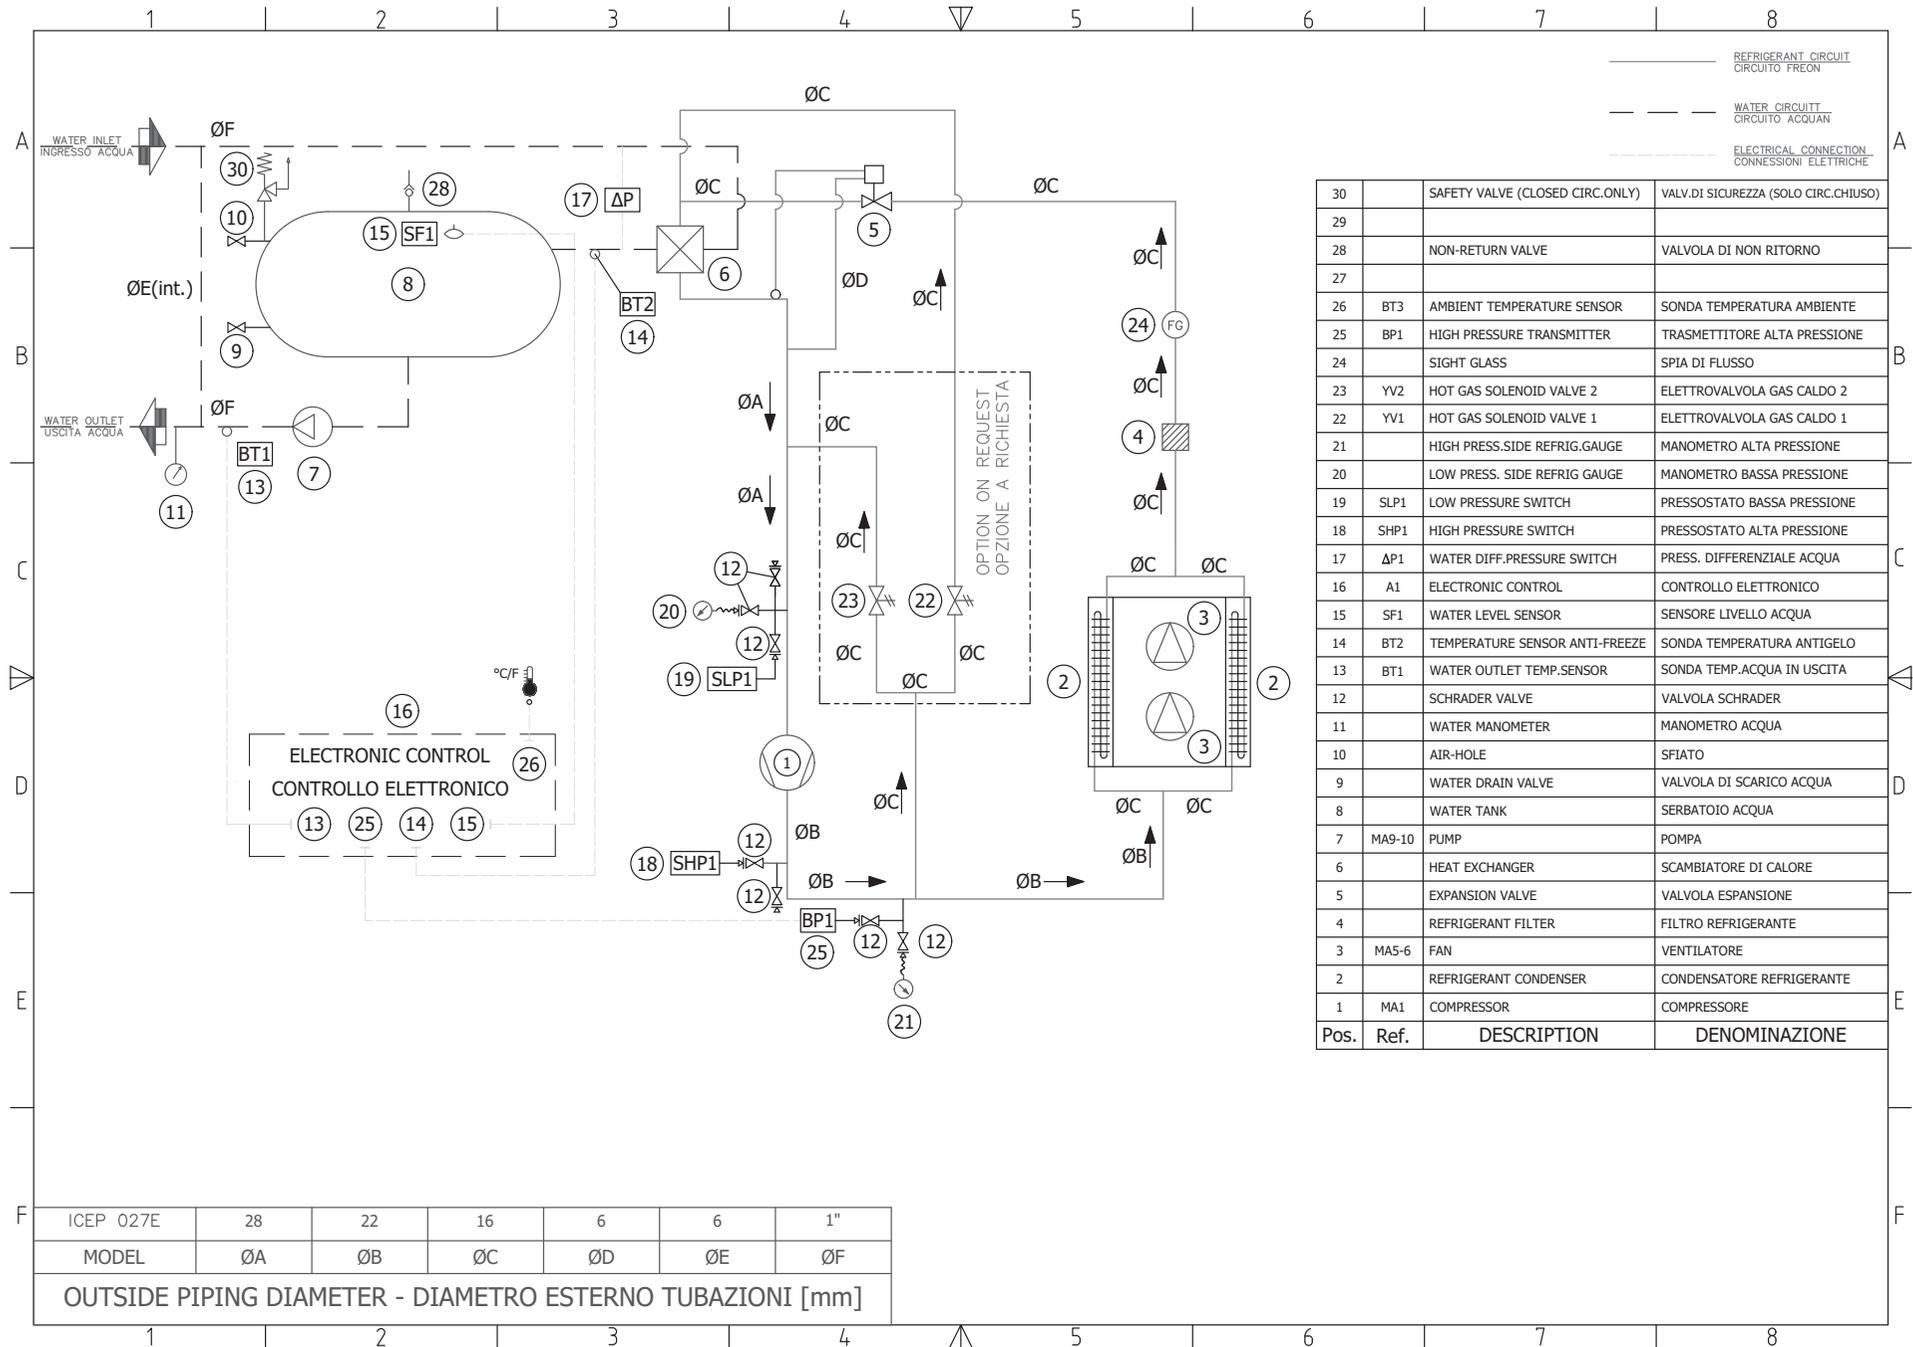 1 2 3 4 5 6 7 8
REFRIGERANT CIRCUIT
CIRCUITO FREON
WATER CIRCUITT
CIRCUITO ACQUAN
ELECTRICAL CONNECTION
CONNESSIONI ELETTRICHE
A A
B B
C C
D D
E E
F F
WATER INLET
INGRESSO ACQUA
ØF
30
10
28
15 SF1
17 ΔP
ØC
ØC
ØC
5
6
8
ØE(int.)
9
BT2
14
ØD
ØC
ØC
24 FG
ØC
4
ØC
WATER OUTLET
USCITA ACQUA
ØF
BT1
13
7
11
ØA
ØA
ØC
OPTION ON REQUEST
OPZIONE A RICHIESTA
ØC
12
20
12
19 SLP1
23
22
ØC
ØC
ØC
ØC ØC
3
2
2
3
ØC ØC
°C/F
16
ELECTRONIC CONTROL
26
CONTROLLO ELETTRONICO
13 25 14 15
1
ØC
ØB
12
18 SHP1
12
ØB
ØB
ØB
BP1
25
12
12
21
30 SAFETY VALVE (CLOSED CIRC.ONLY) VALV.DI SICUREZZA (SOLO CIRC.CHIUSO)
29
28 NON-RETURN VALVE VALVOLA DI NON RITORNO
27
26 BT3 AMBIENT TEMPERATURE SENSOR SONDA TEMPERATURA AMBIENTE
25 BP1 HIGH PRESSURE TRANSMITTER TRASMETTITORE ALTA PRESSIONE
24 SIGHT GLASS SPIA DI FLUSSO
23 YV2 HOT GAS SOLENOID VALVE 2 ELETTROVALVOLA GAS CALDO 2
22 YV1 HOT GAS SOLENOID VALVE 1 ELETTROVALVOLA GAS CALDO 1
21 HIGH PRESS.SIDE REFRIG.GAUGE MANOMETRO ALTA PRESSIONE
20 LOW PRESS. SIDE REFRIG GAUGE MANOMETRO BASSA PRESSIONE
19 SLP1 LOW PRESSURE SWITCH PRESSOSTATO BASSA PRESSIONE
18 SHP1 HIGH PRESSURE SWITCH PRESSOSTATO ALTA PRESSIONE
17 ΔP1 WATER DIFF.PRESSURE SWITCH PRESS. DIFFERENZIALE ACQUA
16 A1 ELECTRONIC CONTROL CONTROLLO ELETTRONICO
15 SF1 WATER LEVEL SENSOR SENSORE LIVELLO ACQUA
14 BT2 TEMPERATURE SENSOR ANTI-FREEZE SONDA TEMPERATURA ANTIGELO
13 BT1 WATER OUTLET TEMP.SENSOR SONDA TEMP.ACQUA IN USCITA
12 SCHRADER VALVE VALVOLA SCHRADER
11 WATER MANOMETER MANOMETRO ACQUA
10 AIR-HOLE SFIATO
9 WATER DRAIN VALVE VALVOLA DI SCARICO ACQUA
8 WATER TANK SERBATOIO ACQUA
7 MA9-10 PUMP POMPA
6 HEAT EXCHANGER SCAMBIATORE DI CALORE
5 EXPANSION VALVE VALVOLA ESPANSIONE
4 REFRIGERANT FILTER FILTRO REFRIGERANTE
3 MA5-6 FAN VENTILATORE
2 REFRIGERANT CONDENSER CONDENSATORE REFRIGERANTE
1 MA1 COMPRESSOR COMPRESSORE
Pos. Ref. DESCRIPTION DENOMINAZIONE
ICEP 027E 28 22 16 6 6 1"
MODEL ØA ØB ØC ØD ØE ØF
OUTSIDE PIPING DIAMETER - DIAMETRO ESTERNO TUBAZIONI [mm]
1 2 3 4 5 6 7 8